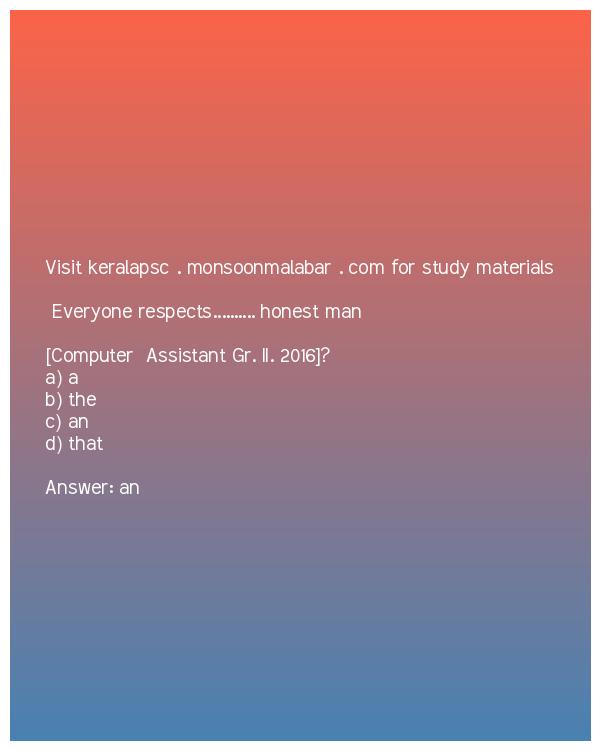 Visit keralapsc . monsoonmalabar . com for study materials
Everyone respects.......... honest man
[Computer Assistant Gr. II. 2016]?
a) a
b) the
c) an
d) that
Answer: an